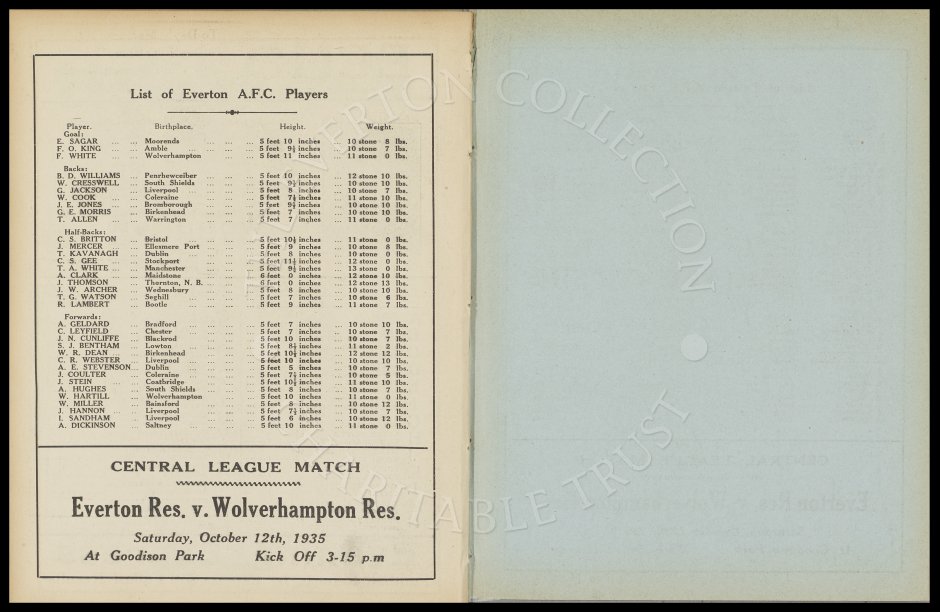 List of Everton A.F.C. Players
Player. Birthplace. Height. Weight.
Goal:
E. SAGAR ... ... Moorends ... ... ... 5 feet 10 inches ... 10 stone 8 lbs.
F. O. KING ... Amble ... ... ... 5 feet 9½ inches ... 10 stone 7 lbs.
F. WHITE ... Wolverhampton ... ... 5 feet 11 inches ... 11 stone 0 lbs.
Backs:
B. D. WILLIAMS ... Penrheweiber ... ... 5 feet 10 inches ... 12 stone 10 lbs.
W. CRESSWELL ... South Shields ... ... 5 feet 9½ inches ... 10 stone 10 lbs.
G. JACKSON ... Liverpool ... ... ... 5 feet 8 inches ... 10 stone 7 lbs.
W. COOK ... Coleraine ... ... ... 5 feet 7½ inches ... 11 stone 10 lbs.
J. E. JONES ... Bromborough ... ... 5 feet 9½ inches ... 10 stone 10 lbs.
G. E. MORRIS ... Birkenhead ... ... 5 feet 7 inches ... 10 stone 10 lbs.
T. ALLEN ... Warrington ... ... 5 feet 7 inches ... 11 stone 0 lbs.
Half-Backs:
C. S. BRITTON ... Bristol ... ... ... 5 feet 10½ inches ... 11 stone 0 lbs.
J. MERCER ... Ellesmere Port ... ... 5 feet 9 inches ... 10 stone 8 lbs.
T. KAVANAGH ... Dublin ... ... ... 5 feet 8 inches ... 10 stone 0 lbs.
C. S. GEE ... Stockport ... ... ... 5 feet 11½ inches ... 12 stone 0 lbs.
T. A. WHITE ... Manchester ... ... 5 feet 9½ inches ... 13 stone 0 lbs.
A. CLARK ... Maidstone ... ... 6 feet 0 inches ... 12 stone 10 lbs.
J. THOMSON ... Thornton, N. B. ... ... 6 feet 0 inches ... 12 stone 13 lbs.
J. W. ARCHER ... Wednesbury ... ... 5 feet 8 inches ... 10 stone 10 lbs.
T. G. WATSON ... Seghill ... ... ... 5 feet 7 inches ... 10 stone 6 lbs.
R. LAMBERT ... Bootle ... ... ... 5 feet 9 inches ... 11 stone 7 lbs.
Forwards:
A. GELDARD ... Bradford ... ... ... 5 feet 7 inches ... 10 stone 10 lbs.
C. LEYFIELD ... Chester ... ... ... 5 feet 7 inches ... 10 stone 7 lbs.
J. N. CUNLIFFE ... Blackrod ... ... ... 5 feet 10 inches ... 10 stone 7 lbs.
S. J. BENTHAM ... Lowton ... ... ... 5 feet 8½ inches ... 11 stone 2 lbs.
W. R. DEAN ... Birkenhead ... ... 5 feet 10½ inches ... 12 stone 12 lbs.
C. R. WEBSTER ... Liverpool ... ... ... 5 feet 10 inches ... 10 stone 10 lbs.
A. E. STEVENSON... Dublin ... ... ... 5 feet 5 inches ... 10 stone 7 lbs.
J. COULTER ... Coleraine ... ... ... 5 feet 7½ inches ... 10 stone 5 lbs.
J. STEIN ... Coatbridge ... ... 5 feet 10½ inches ... 11 stone 10 lbs.
A. HUGHES ... South Shields ... ... 5 feet 8 inches ... 10 stone 7 lbs.
W. HARTILL ... Wolverhampton ... ... 5 feet 10 inches ... 11 stone 0 lbs.
W. MILLER ... Bainsford ... ... ... 5 feet 8 inches ... 10 stone 12 lbs.
J. HANNON ... Liverpool ... ... ... 5 feet 7½ inches ... 10 stone 7 lbs.
I. SANDHAM ... Liverpool ... ... ... 5 feet 6 inches ... 10 stone 12 lbs.
A. DICKINSON ... Saltney ... ... ... 5 feet 10 inches ... 11 stone 0 lbs.
CENTRAL LEAGUE MATCH
Everton Res. v. Wolverhampton Res.
Saturday, October 12th, 1935
At Goodison Park Kick Off 3-15 p.m
THE EVERTON COLLECTION
CHARITABLE TRUST